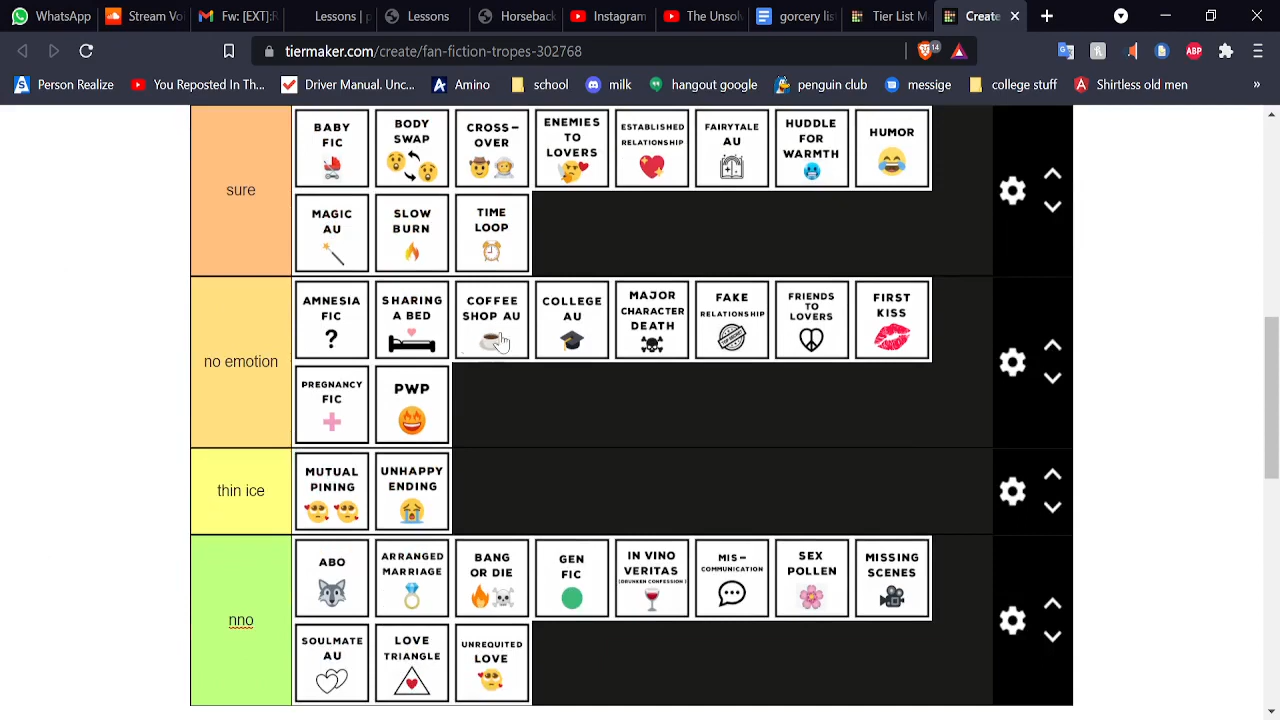 WhatsApp
Stream Vo
Fw: [EXT]:R
Lessons | p
Lessons
Horseback
Instagram
The Unsol
gorcery list
Tier List M
Create
tiermaker.com/create/fan-fiction-tropes-302768
14
ABP
Person Realize
You Reposted In Th...
Driver Manual. Unc...
Amino
school
milk
hangout google
penguin club
messige
college stuff
Shirtless old men
»
sure
BABY
FIC
BODY
SWAP
CROSS-
OVER
ENEMIES
TO
LOVERS
ESTABLISHED
RELATIONSHIP
FAIRYTALE
AU
HUDDLE
FOR
WARMTH
HUMOR
MAGIC
AU
SLOW
BURN
TIME
LOOP
no emotion
AMNESIA
FIC
?
SHARING
A BED
COFFEE
SHOP AU
COLLEGE
AU
MAJOR
CHARACTER
DEATH
FAKE
RELATIONSHIP
FRIENDS
TO
LOVERS
FIRST
KISS
PREGNANCY
FIC
PWP
thin ice
MUTUAL
PINING
UNHAPPY
ENDING
nno
ABO
ARRANGED
MARRIAGE
BANG
OR DIE
GEN
FIC
IN VINO
VERITAS
(DRUNKEN CONFESSION)
MIS-
COMMUNICATION
SEX
POLLEN
MISSING
SCENES
SOULMATE
AU
LOVE
TRIANGLE
UNREQUITED
LOVE